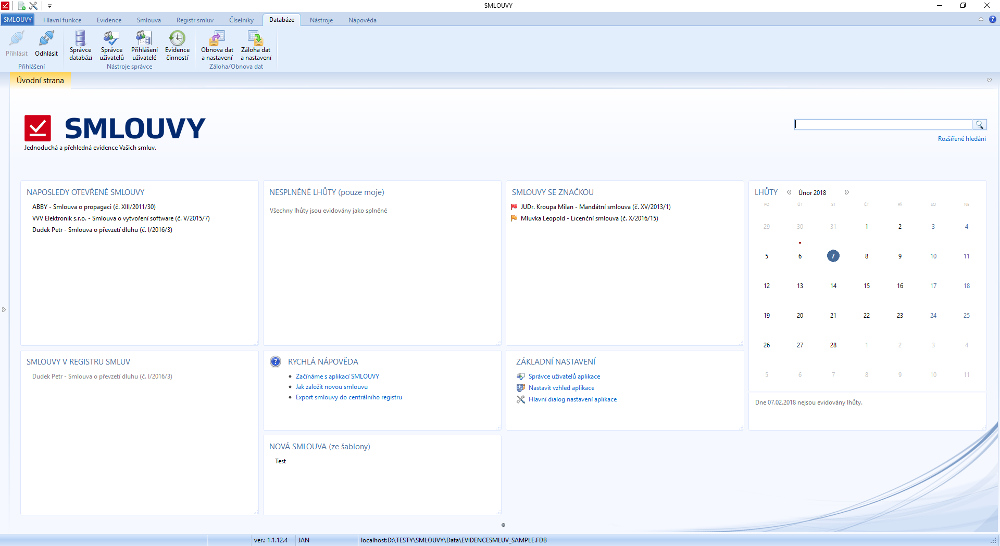 SMLOUVY
SMLOUVY Hlavní funkce Evidence Smlouva Registr smluv Číselníky Databáze Nástroje Nápověda
Přihlásit Odhlásit
Přihlášení
Správce databází
Správce uživatelů
Přihlášení uživatelé
Evidence činností
Nástroje správce
Obnova dat a nastavení
Záloha dat a nastavení
Záloha/Obnova dat
Úvodní strana
SMLOUVY
Jednoduchá a přehledná evidence Vašich smluv.
Rozšířené hledání
NAPOSLEDY OTEVŘENÉ SMLOUVY
ABBY - Smlouva o propagaci (č. XIII/2011/30)
VVV Elektronik s.r.o. - Smlouva o vytvoření software (č. V/2015/7)
Dudek Petr - Smlouva o převzetí dluhu (č. I/2016/3)
NESPLNĚNÉ LHŮTY (pouze moje)
Všechny lhůty jsou evidovány jako splněné
SMLOUVY SE ZNAČKOU
JUDr. Kroupa Milan - Mandátní smlouva (č. XV/2013/1)
Mluvka Leopold - Licenční smlouva (č. X/2016/15)
LHŮTY Únor 2018
PO ÚT ST ČT PÁ SO NE
29 30 31 1 2 3 4
5 6 7 8 9 10 11
12 13 14 15 16 17 18
19 20 21 22 23 24 25
26 27 28 1 2 3 4
5 6 7 8 9 10 11
Dne 07.02.2018 nejsou evidovány lhůty.
SMLOUVY V REGISTRU SMLUV
Dudek Petr - Smlouva o převzetí dluhu (č. I/2016/3)
RYCHLÁ NÁPOVĚDA
Začínáme s aplikací SMLOUVY
Jak založit novou smlouvu
Export smlouvy do centrálního registru
ZÁKLADNÍ NASTAVENÍ
Správce uživatelů aplikace
Nastavit vzhled aplikace
Hlavní dialog nastavení aplikace
NOVÁ SMLOUVA (ze šablony)
Test
ver.: 1.1.12.4 JAN localhost:D:\TESTY\SMLOUVY\Data\EVIDENCESMLUV_SAMPLE.FDB